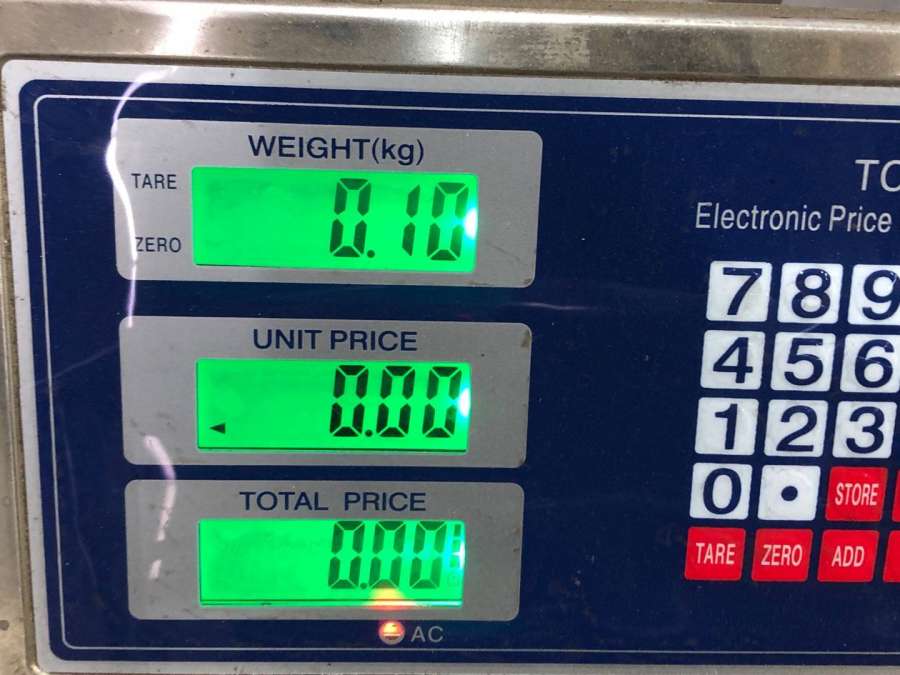 WEIGHT(kg)
TARE
0.10
ZERO
UNIT PRICE
0.00
TOTAL PRICE
0.00
AC
TC
Electronic Price
7 8 9
4 5 6
1 2 3
0 . STORE
TARE ZERO ADD